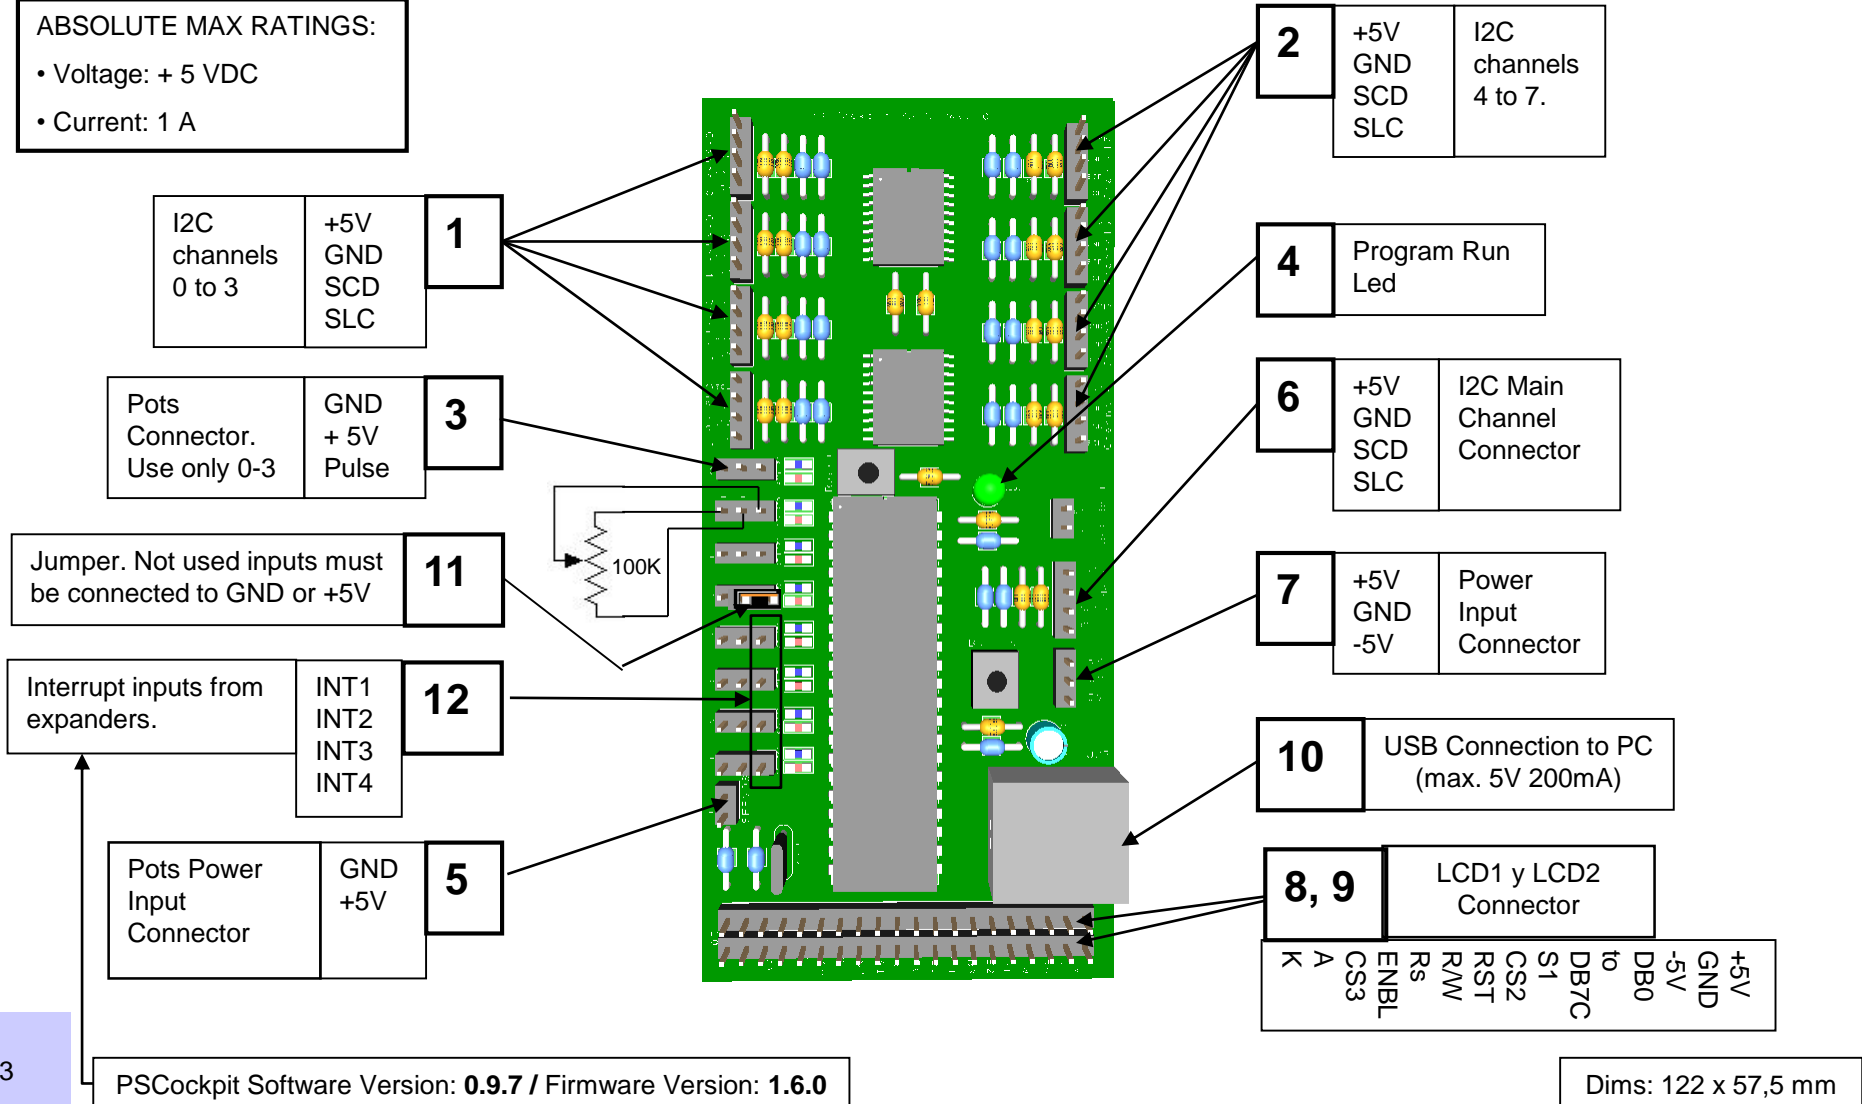 ABSOLUTE MAX RATINGS:
• Voltage: + 5 VDC
• Current: 1 A
2
+5V
GND
SCD
SLC
I2C
channels
4 to 7.
I2C
channels
0 to 3
+5V
GND
SCD
SLC
1
4
Program Run
Led
Pots
Connector.
Use only 0-3
GND
+ 5V
Pulse
3
6
+5V
GND
SCD
SLC
I2C Main
Channel
Connector
Jumper. Not used inputs must
be connected to GND or +5V
11
100K
7
+5V
GND
-5V
Power
Input
Connector
Interrupt inputs from
expanders.
INT1
INT2
INT3
INT4
12
10
USB Connection to PC
(max. 5V 200mA)
Pots Power
Input
Connector
GND
+5V
5
8, 9
LCD1 y LCD2
Connector
K
A
CS3
ENBL
Rs
R/W
RST
CS2
S1
DB7C
to
DB0
-5V
GND
+5V
3
PSCockpit Software Version: 0.9.7 / Firmware Version: 1.6.0
Dims: 122 x 57,5 mm